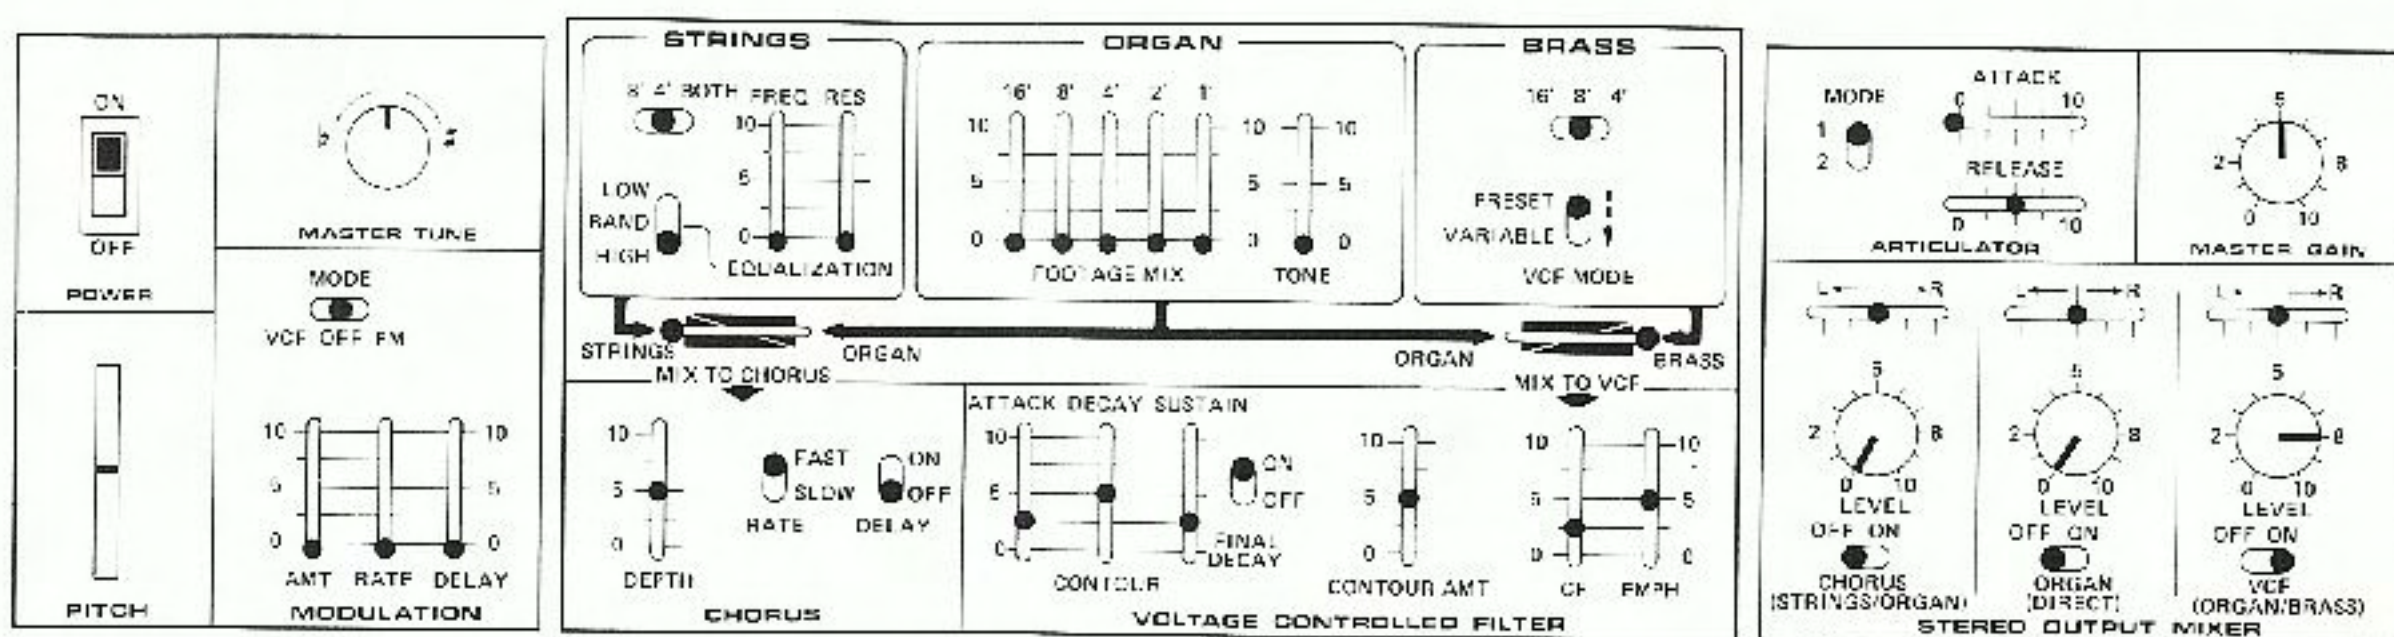 ON
OFF
POWER
PITCH
♭ ♯
MASTER TUNE
MODE
VCF OFF FM
10 10
5 5
0 0
AMT RATE DELAY
MODULATION
STRINGS
8' 4' BOTH
FREQ RES
10
5
0
LOW
BAND
HIGH
EQUALIZATION
ORGAN
16' 8' 4' 2' 1'
10
5
0
FOOTAGE MIX
10 10
5 5
0 0
TONE
BRASS
16' 8' 4'
PRESET
VARIABLE
VCF MODE
STRINGS
ORGAN
MIX TO CHORUS
ORGAN
BRASS
MIX TO VCF
10
5
0
DEPTH
FAST
SLOW
RATE
ON
OFF
DELAY
CHORUS
ATTACK DECAY SUSTAIN
10
5
0
CONTOUR
ON
OFF
FINAL
DECAY
10
5
0
CONTOUR AMT
10 10
5 5
0 0
CF EMPH
VOLTAGE CONTROLLED FILTER
MODE
1
2
ATTACK
0 10
RELEASE
0 10
ARTICULATOR
5
2 8
0 10
MASTER GAIN
L R
5
2 8
0 10
LEVEL
OFF ON
CHORUS
(STRINGS/ORGAN)
L R
5
2 8
0 10
LEVEL
OFF ON
ORGAN
(DIRECT)
L R
5
2 8
0 10
LEVEL
OFF ON
VCF
(ORGAN/BRASS)
STEREO OUTPUT MIXER